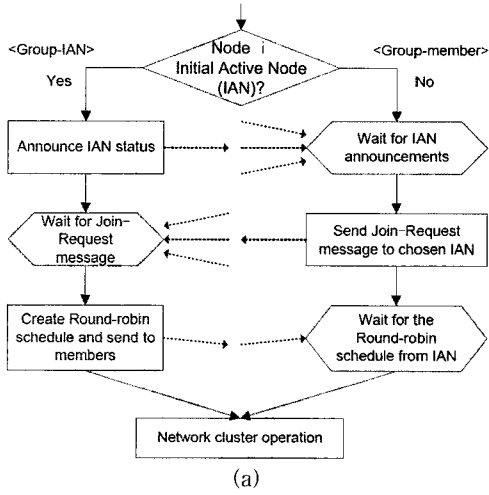 <Group-IAN>
Node i
Initial Active Node
(IAN)?
<Group-member>
Yes
No
Announce IAN status
Wait for IAN
announcements
Wait for Join-
Request
message
Send Join-Request
message to chosen IAN
Create Round-robin
schedule and send to
members
Wait for the
Round-robin
schedule from IAN
Network cluster operation
(a)